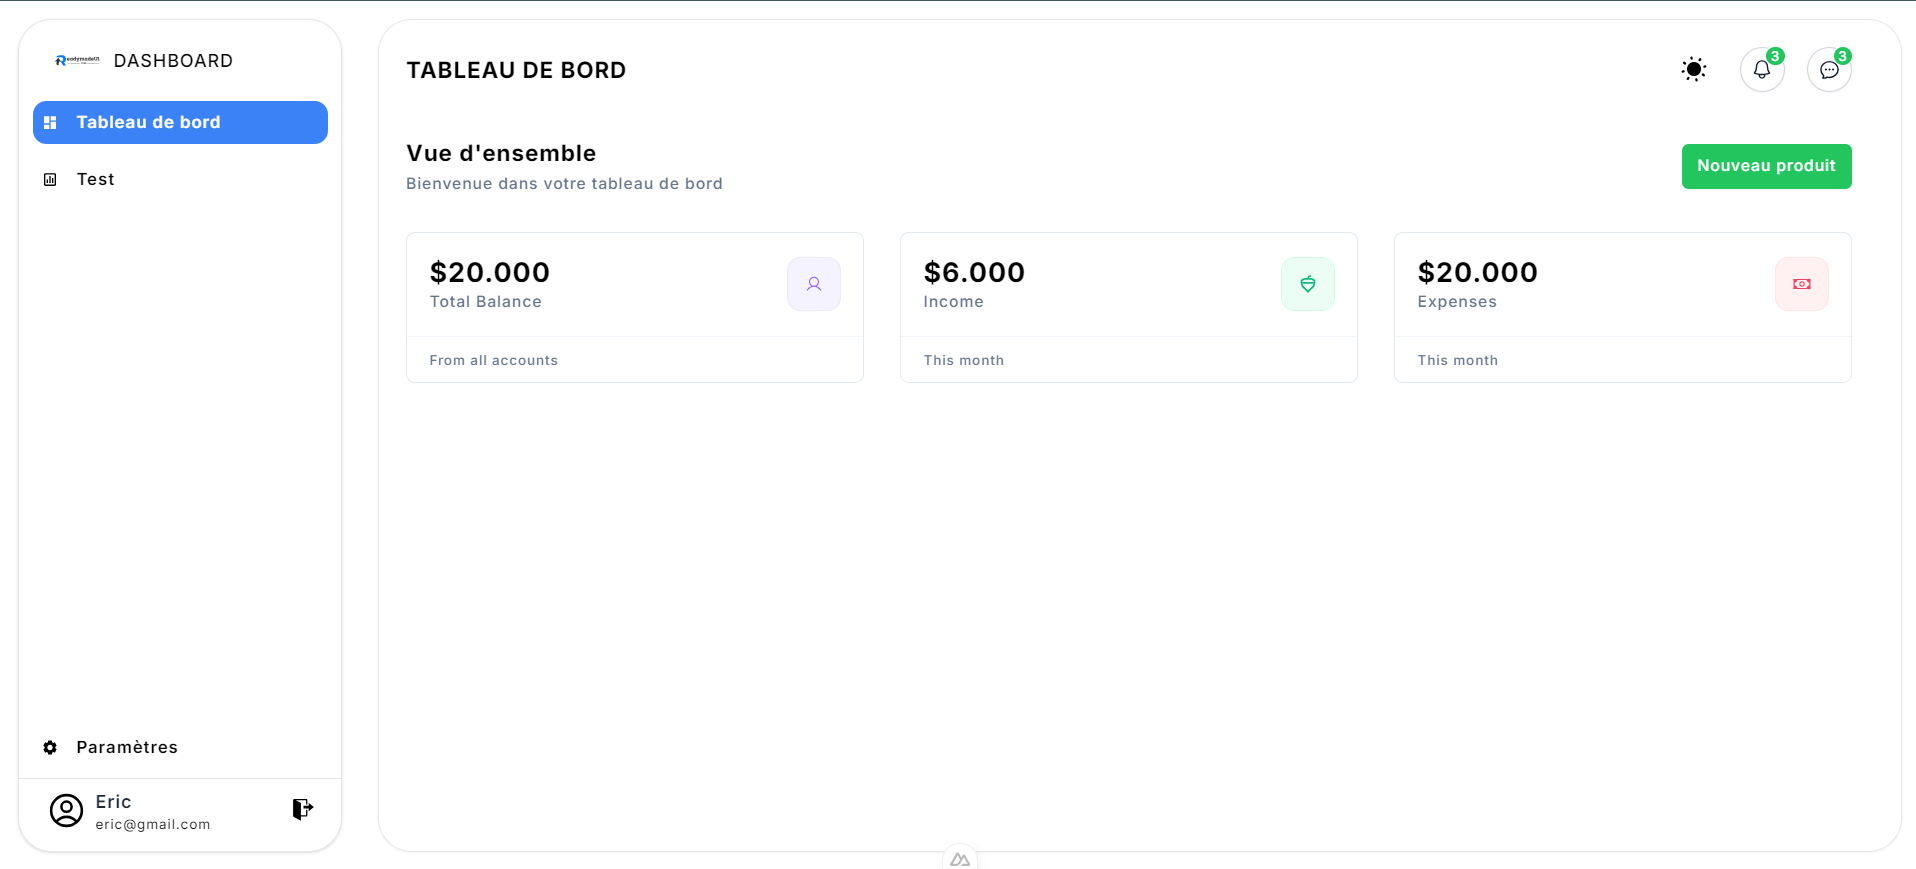 ReadymadeUI DASHBOARD
Tableau de bord
Test
Paramètres
Eric
eric@gmail.com
TABLEAU DE BORD
3
3
Vue d'ensemble
Bienvenue dans votre tableau de bord
Nouveau produit
$20.000
Total Balance
From all accounts
$6.000
Income
This month
$20.000
Expenses
This month